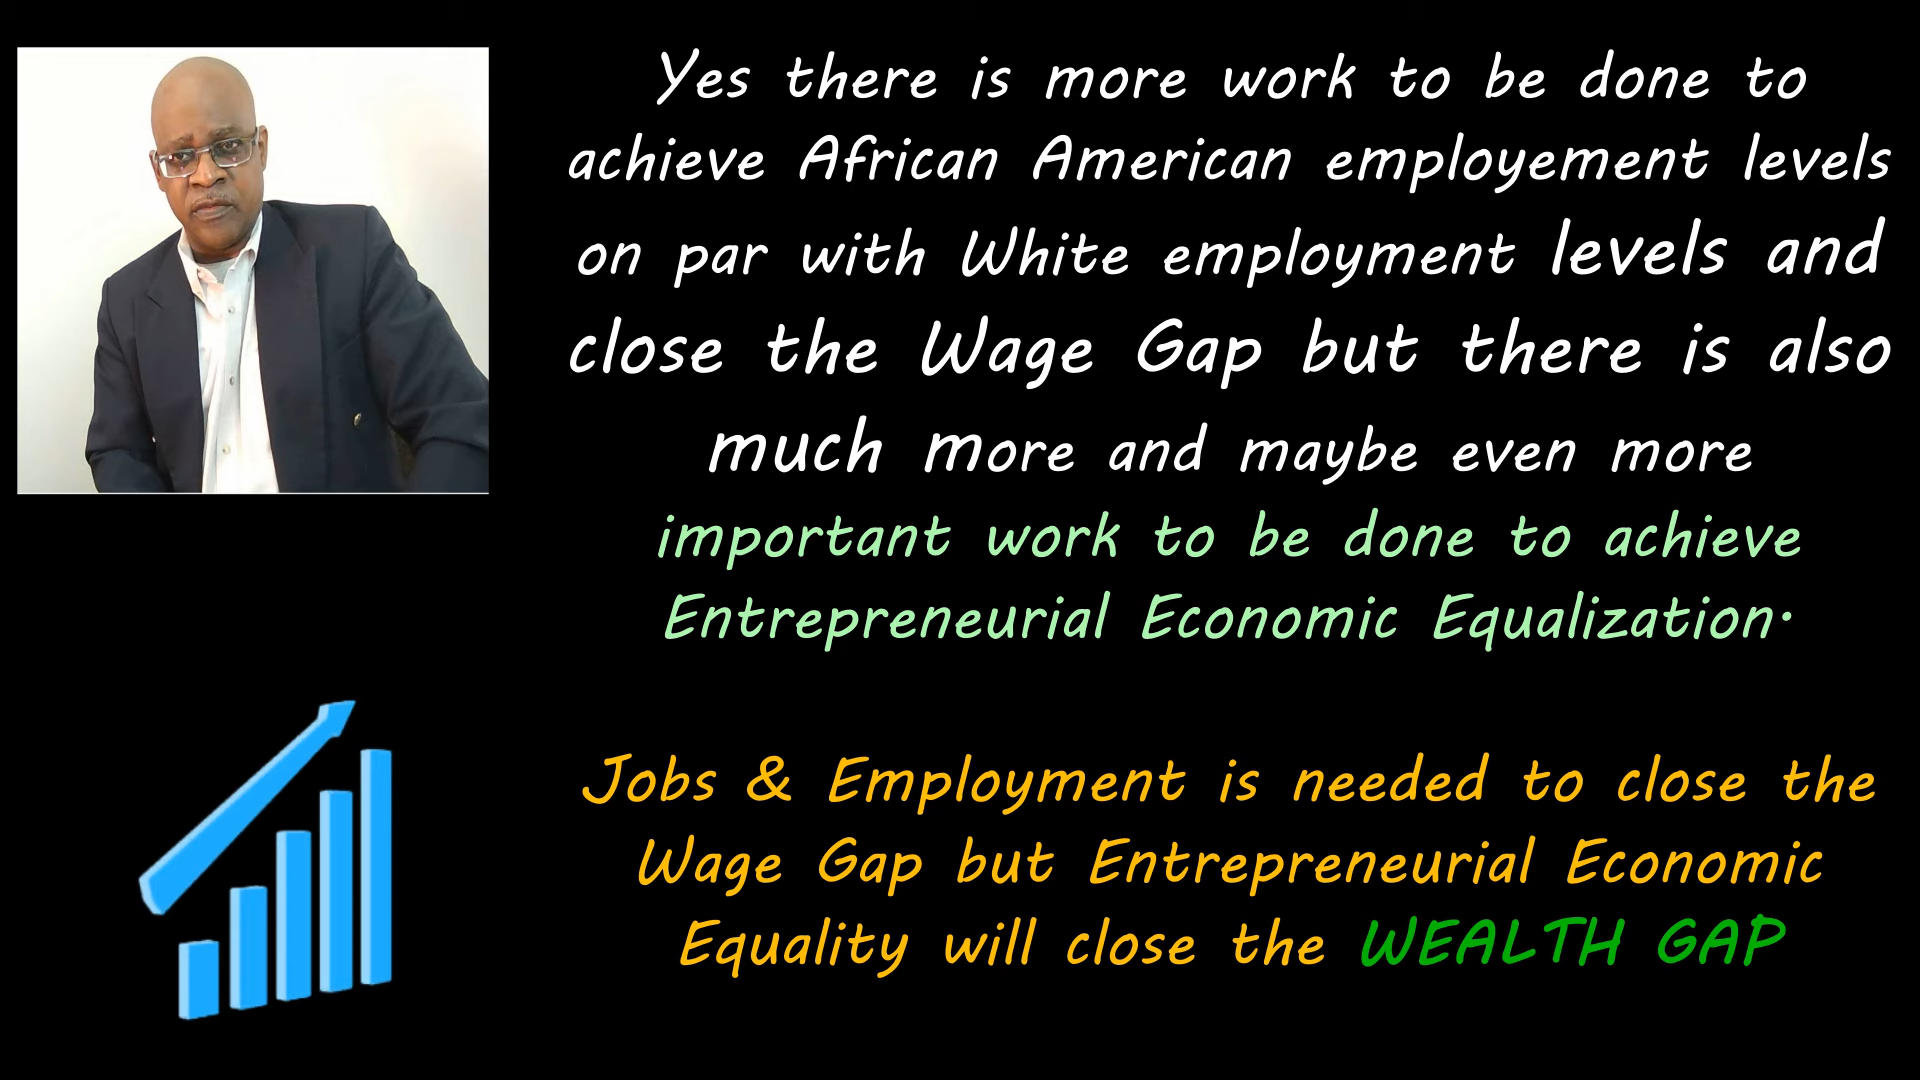 Yes there is more work to be done to
achieve African American employement levels
on par with White employment levels and
close the Wage Gap but there is also
much more and maybe even more
important work to be done to achieve
Entrepreneurial Economic Equalization.
Jobs & Employment is needed to close the
Wage Gap but Entrepreneurial Economic
Equality will close the WEALTH GAP